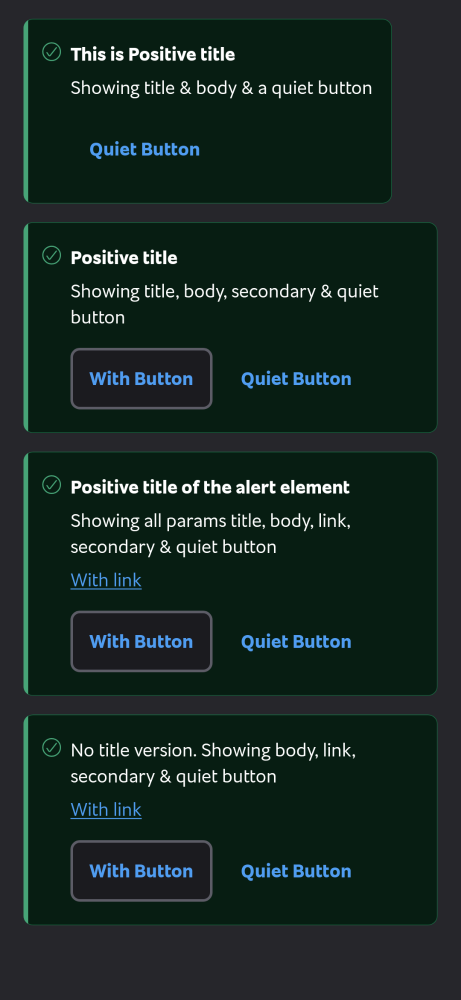 This is Positive title
Showing title & body & a quiet button
Quiet Button
Positive title
Showing title, body, secondary & quiet
button
With Button Quiet Button
Positive title of the alert element
Showing all params title, body, link,
secondary & quiet button
With link
With Button Quiet Button
No title version. Showing body, link,
secondary & quiet button
With link
With Button Quiet Button